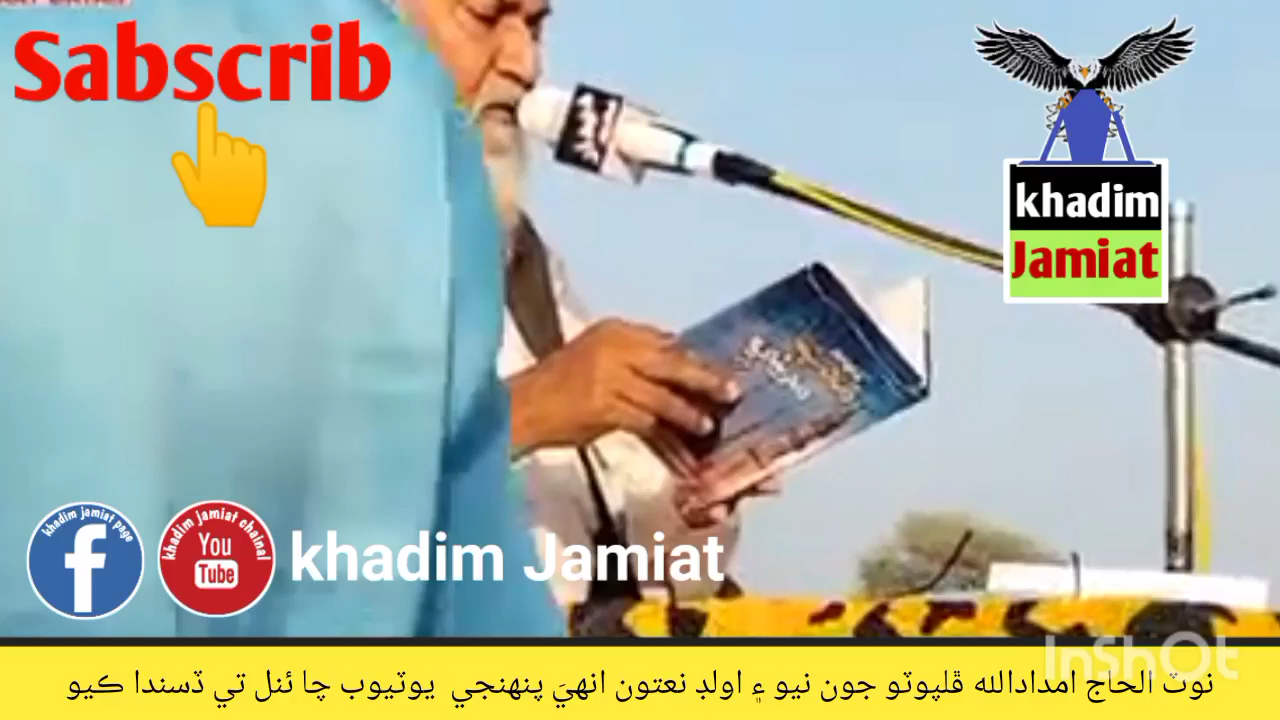 Sabscrib
khadim
Jamiat
khadim jamiat page
khadim jamiat chainal
You
Tube
khadim Jamiat
نوٽ الحاج امدادالله ڦلپوٽو جون نيو ۽ اولڊ نعتون انهيَ پنهنجي يوٽيوب چا ئنل تي ڏسندا ڪيو
InShOt